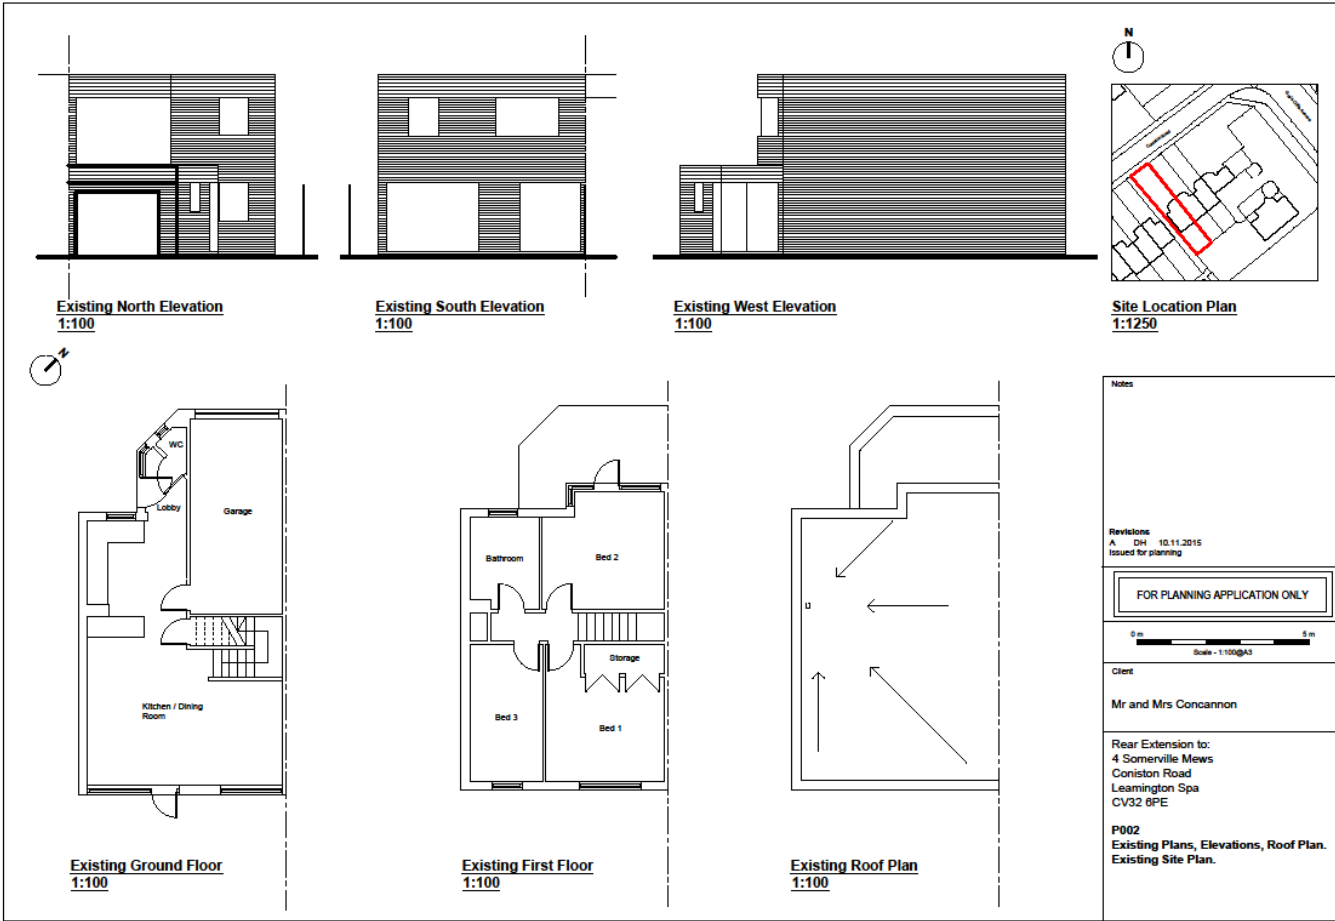 N
Existing North Elevation
1:100
Existing South Elevation
1:100
Existing West Elevation
1:100
Site Location Plan
1:1250
N
WC
Lobby
Garage
Kitchen / Dining
Room
Bathroom
Bed 2
Storage
Bed 3
Bed 1
Existing Ground Floor
1:100
Existing First Floor
1:100
Existing Roof Plan
1:100
Notes
Revisions
A DH 10.11.2015
Issued for planning
FOR PLANNING APPLICATION ONLY
0 m 5 m
Scale - 1:100@A3
Client
Mr and Mrs Concannon
Rear Extension to:
4 Somerville Mews
Coniston Road
Leamington Spa
CV32 6PE
P002
Existing Plans, Elevations, Roof Plan.
Existing Site Plan.